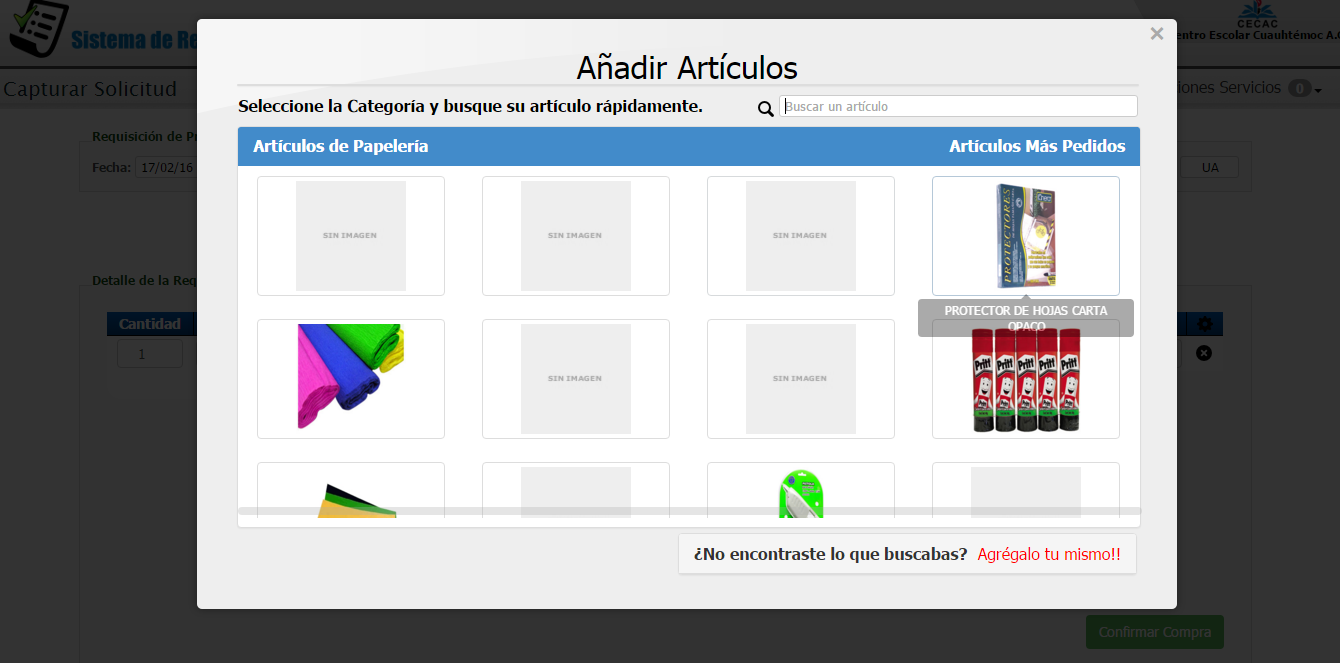 Sistema de Re
CECAC
entro Escolar Cuauhtémoc A.C
Capturar Solicitud
iones Servicios 0
Requisición de Pr
Fecha: 17/02/16
UA
Detalle de la Req
Cantidad
1
Confirmar Compra
×
Añadir Artículos
Seleccione la Categoría y busque su artículo rápidamente.
Buscar un artículo
Artículos de Papelería
Artículos Más Pedidos
SIN IMAGEN
SIN IMAGEN
SIN IMAGEN
PROTECTORES
PROTECTOR DE HOJAS CARTA
OPACO
SIN IMAGEN
SIN IMAGEN
Pritt Pritt Pritt Pritt Pritt
¿No encontraste lo que buscabas? Agrégalo tu mismo!!